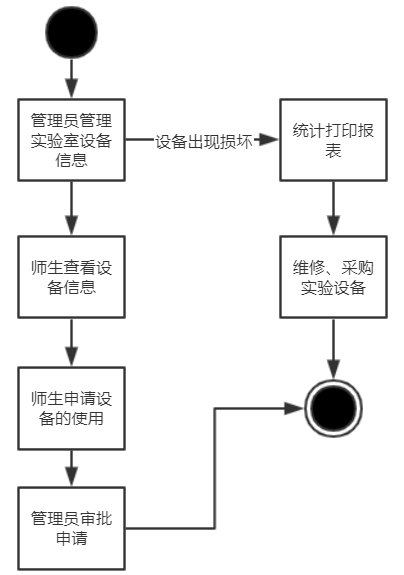 管理员管理
实验室设备
信息
设备出现损坏
统计打印报
表
师生查看设
备信息
维修、采购
实验设备
师生申请设
备的使用
管理员审批
申请